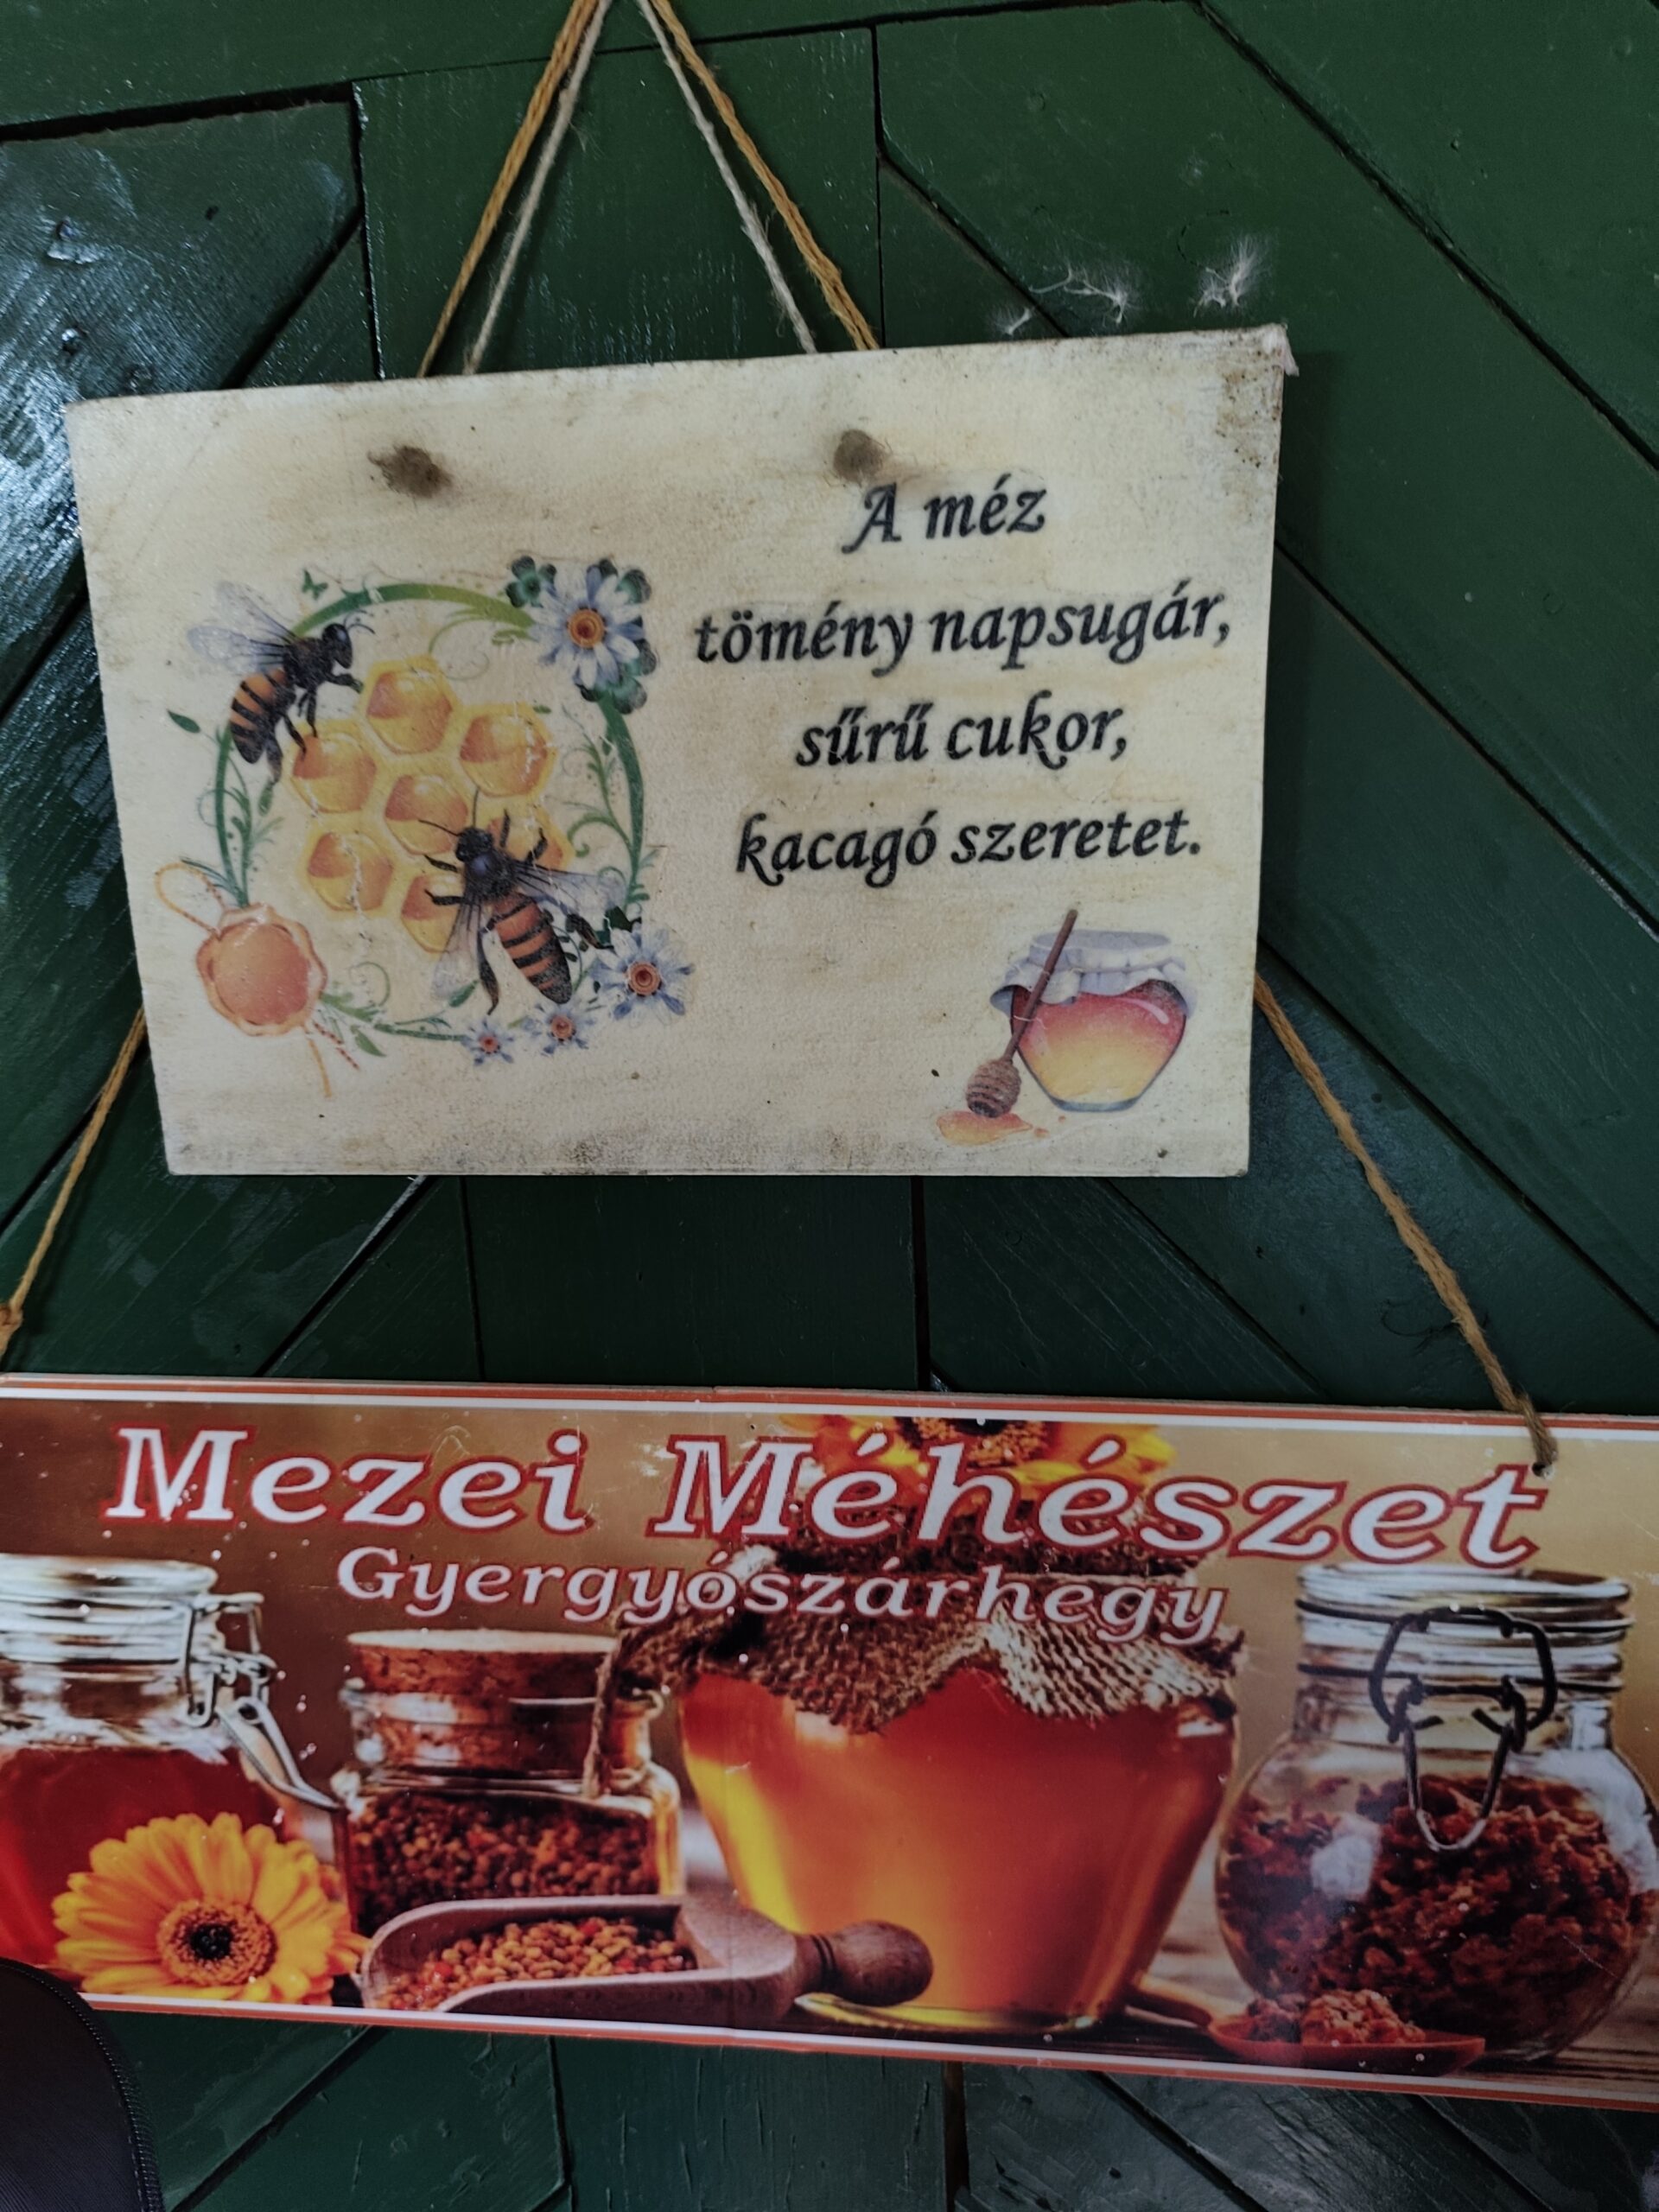 A méz
tömény napsugár,
sűrű cukor,
kacagó szeretet.
Mezei Méhészet
Gyergyószárhegy